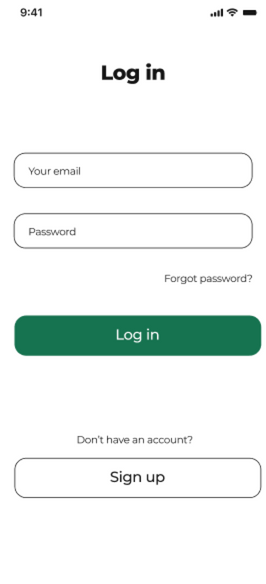 9:41
Log in
Your email
Password
Forgot password?
Log in
Don't have an account?
Sign up